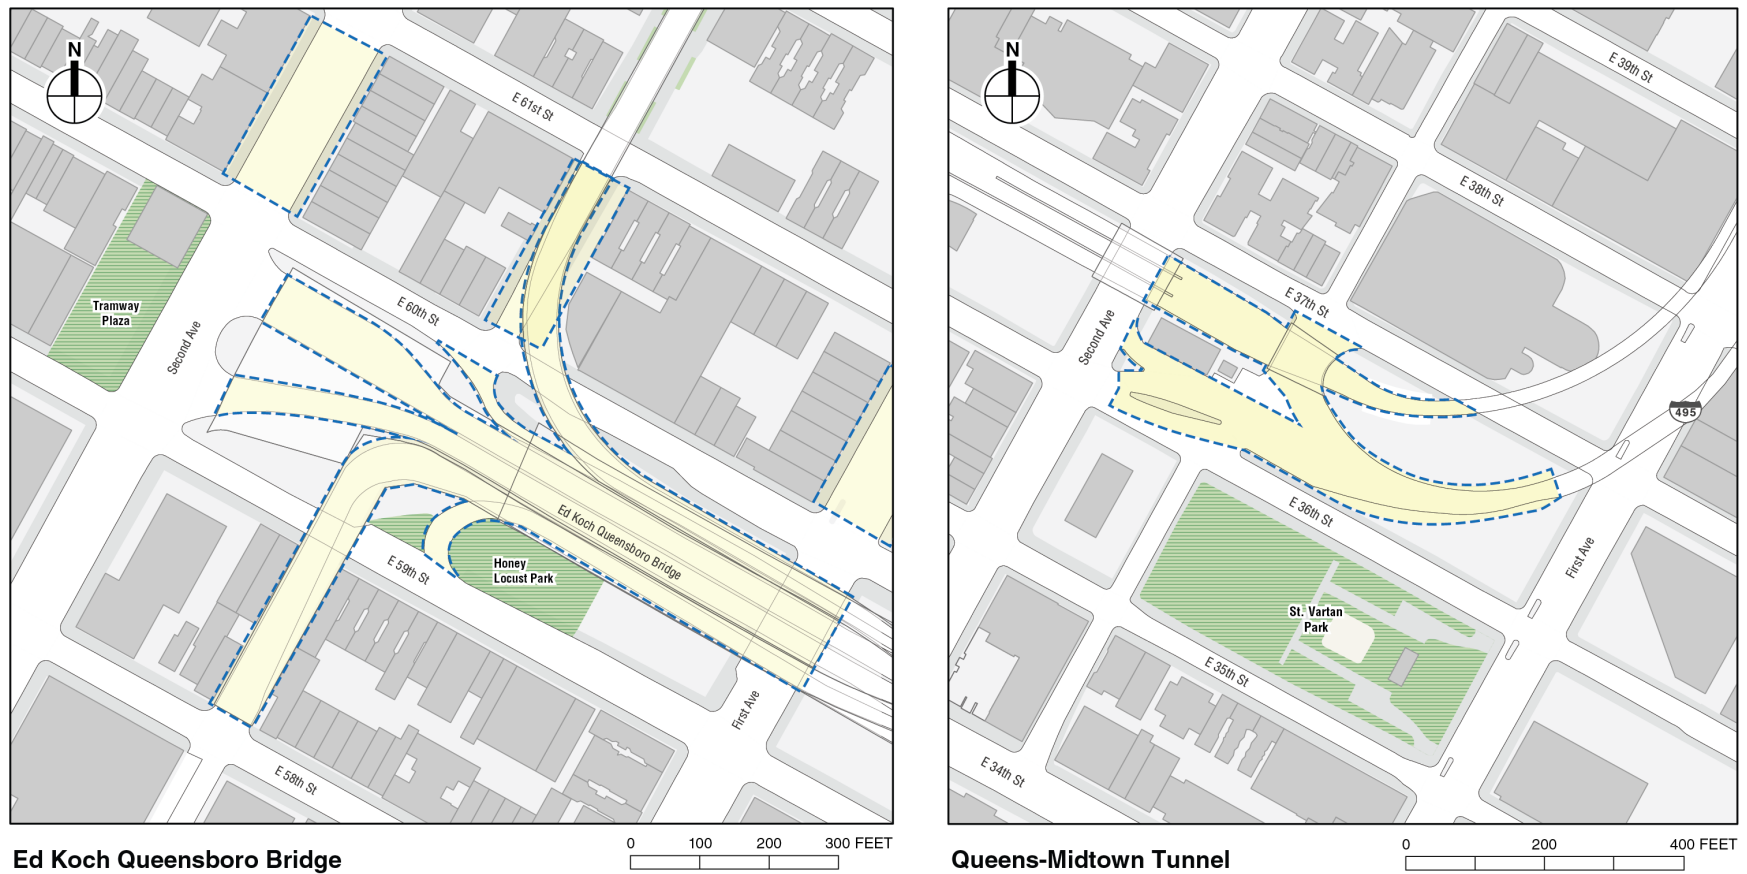 N
E 61st St
Tramway
Plaza
E 60th St
Second Ave
Ed Koch Queensboro Bridge
E 59th St
Honey
Locust Park
First Ave
E 58th St
Ed Koch Queensboro Bridge
0 100 200 300 FEET
N
E 39th St
E 38th St
E 37th St
Second Ave
495
E 36th St
First Ave
St. Vartan
Park
E 35th St
E 34th St
Queens-Midtown Tunnel
0 200 400 FEET